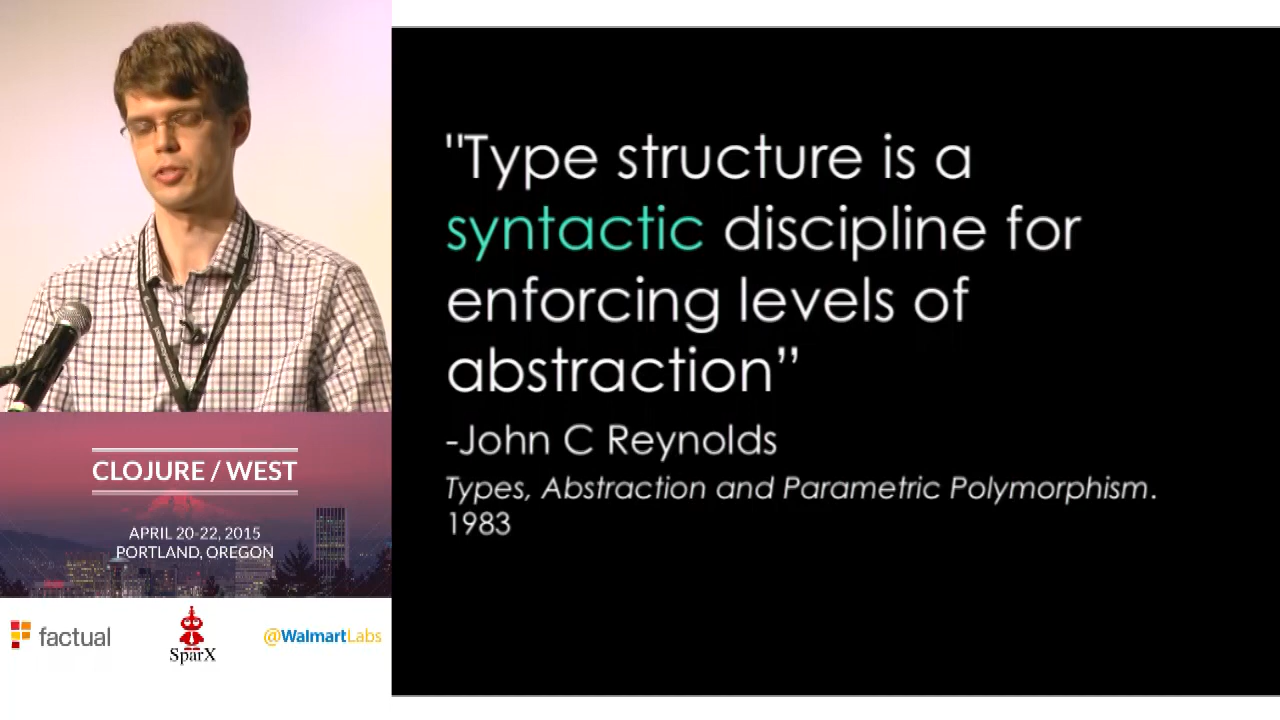 "Type structure is a
syntactic discipline for
enforcing levels of
abstraction”
-John C Reynolds
Types, Abstraction and Parametric Polymorphism.
1983
CLOJURE / WEST
APRIL 20-22, 2015
PORTLAND, OREGON
factual
SparX
@WalmartLabs